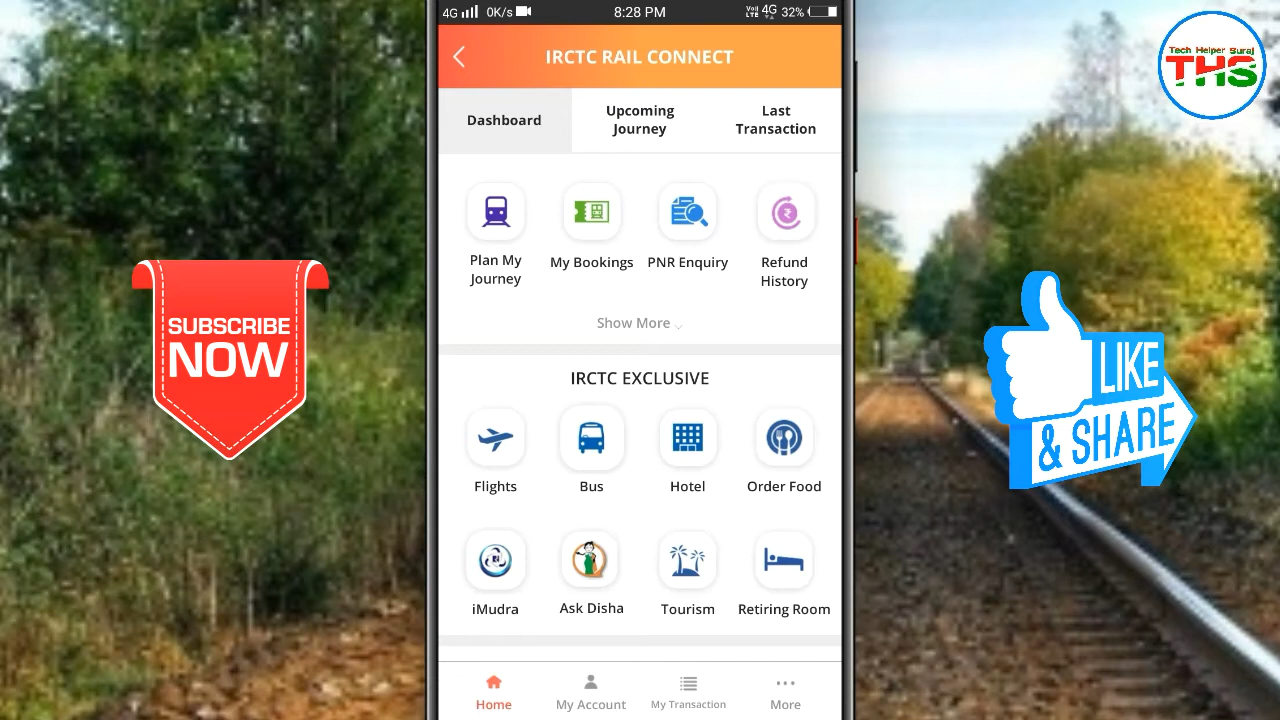 4G 0K/s 8:28 PM VoLTE 4G 32%
IRCTC RAIL CONNECT
Dashboard
Upcoming
Journey
Last
Transaction
Plan My
Journey
My Bookings
PNR Enquiry
Refund
History
Show More
IRCTC EXCLUSIVE
Flights
Bus
Hotel
Order Food
iMudra
Ask Disha
Tourism
Retiring Room
Home
My Account
My Transaction
More
SUBSCRIBE
NOW
Tech Helper Suraj
THS
LIKE
& SHARE